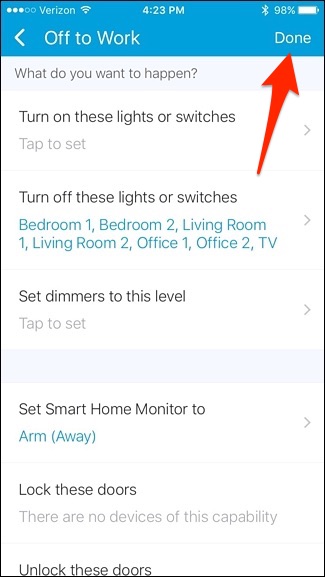 Verizon 4:23 PM 98%
Off to Work Done
What do you want to happen?
Turn on these lights or switches
Tap to set
Turn off these lights or switches
Bedroom 1, Bedroom 2, Living Room
1, Living Room 2, Office 1, Office 2, TV
Set dimmers to this level
Tap to set
Set Smart Home Monitor to
Arm (Away)
Lock these doors
There are no devices of this capability
Unlock these doors